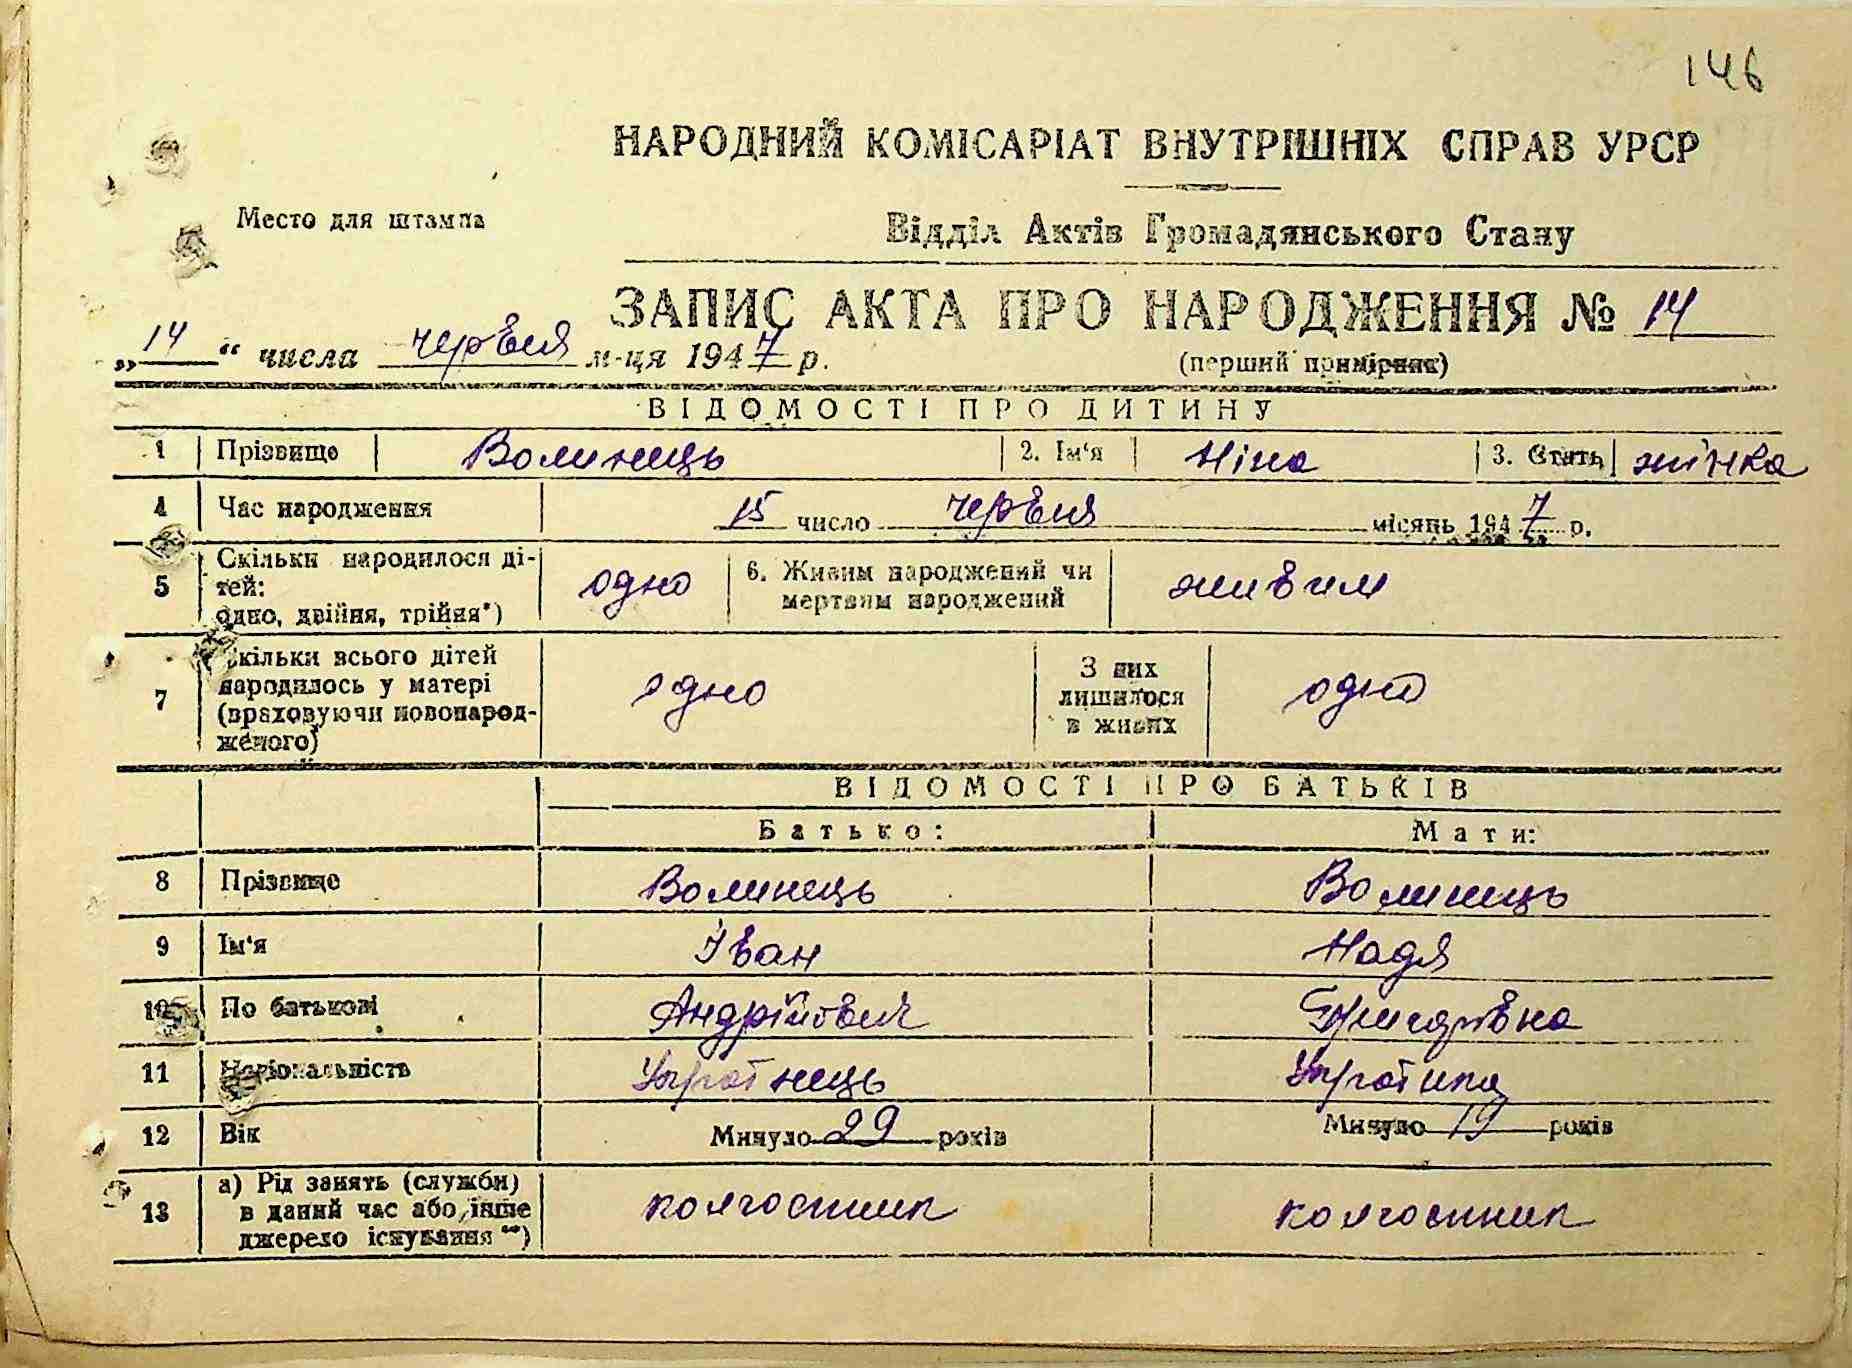 146
НАРОДНИЙ КОМІСАРІАТ ВНУТРІШНІХ СПРАВ УРСР
Место для штампа
Відділ Актів Громадянського Стану
ЗАПИС АКТА ПРО НАРОДЖЕННЯ № 14
„14“ числа червня м-ця 1947 р.
(перший примірник)
ВІДОМОСТІ ПРО ДИТИНУ
1 Прізвище Волинець 2. Ім'я Ніна 3. Стать жінка
4 Час народження 15 число червня місяць 1947 р.
5 Скільки народилося ді-
тей:
одно, двійня, трійня*) одно 6. Живим народжений чи
мертвим народжений живим
7 Скільки всього дітей
народилось у матері
(враховуючи новонарод-
женого) одно З них
лишилося
в живих одно
ВІДОМОСТІ ПРО БАТЬКІВ
Батько: Мати:
8 Прізвище Волинець Волинець
9 Ім'я Іван Надя
10 По батькові Андрійович Григорівна
11 Національність Українець Українка
12 Вік Минуло 29 років Минуло 19 років
13 а) Рід занять (служби)
в даний час або інше
джерело існування**) колгоспник колгоспник